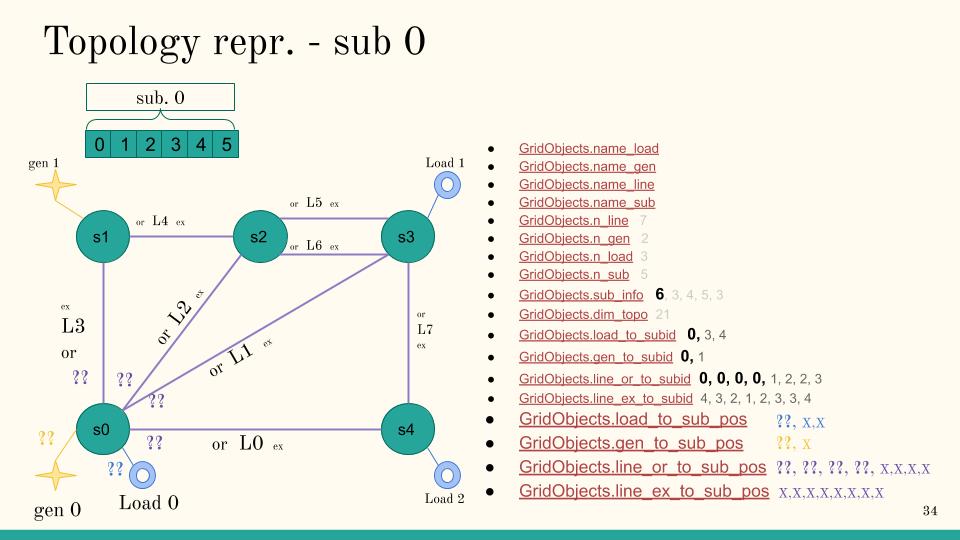 Topology repr. - sub 0
sub. 0
0 1 2 3 4 5
gen 1
Load 1
s1
or L4 ex
s2
or L5 ex
or L6 ex
s3
ex
L3
or
or L2 ex
or L1 ex
or
L7
ex
??
??
??
??
??
??
s0
or L0 ex
s4
gen 0
Load 0
Load 2
● GridObjects.name_load
● GridObjects.name_gen
● GridObjects.name_line
● GridObjects.name_sub
● GridObjects.n_line 7
● GridObjects.n_gen 2
● GridObjects.n_load 3
● GridObjects.n_sub 5
● GridObjects.sub_info 6, 3, 4, 5, 3
● GridObjects.dim_topo 21
● GridObjects.load_to_subid 0, 3, 4
● GridObjects.gen_to_subid 0, 1
● GridObjects.line_or_to_subid 0, 0, 0, 0, 1, 2, 2, 3
● GridObjects.line_ex_to_subid 4, 3, 2, 1, 2, 3, 3, 4
● GridObjects.load_to_sub_pos ??, x,x
● GridObjects.gen_to_sub_pos ??, x
● GridObjects.line_or_to_sub_pos ??, ??, ??, ??, x,x,x,x
● GridObjects.line_ex_to_sub_pos x,x,x,x,x,x,x,x
34